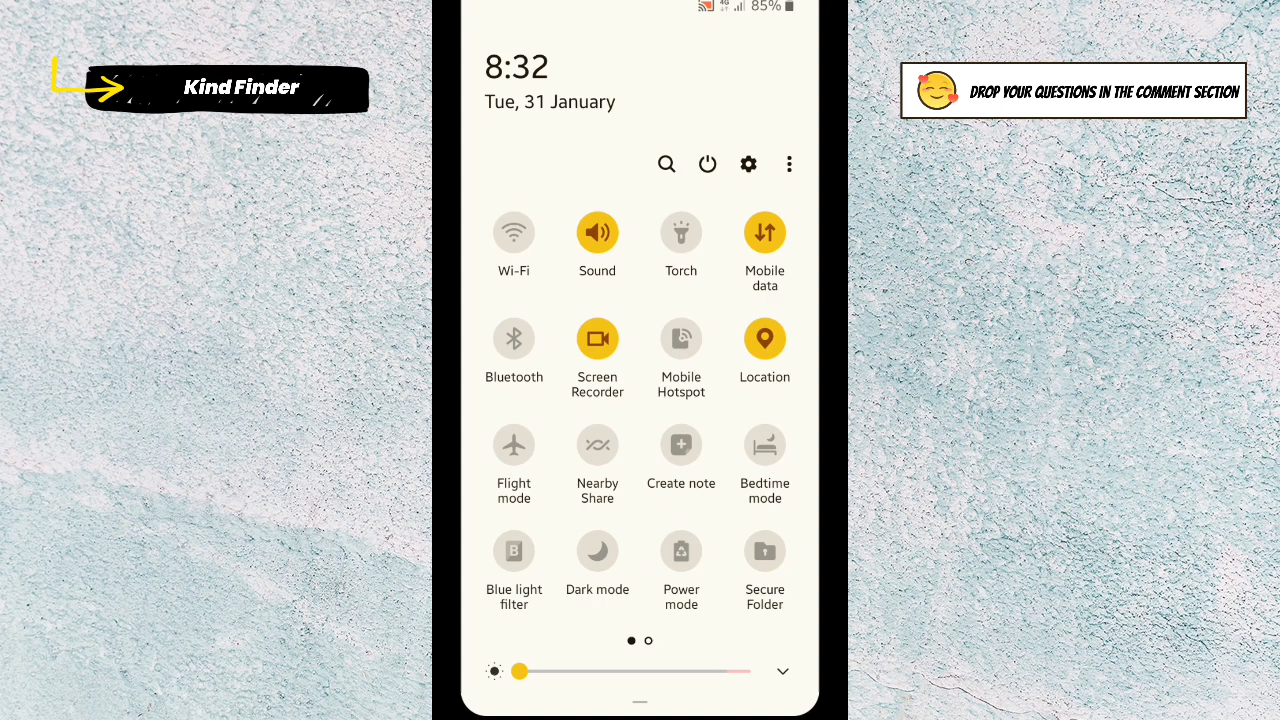 Kind Finder
DROP YOUR QUESTIONS IN THE COMMENT SECTION
4G 85%
8:32
Tue, 31 January
Wi-Fi Sound Torch Mobile data
Bluetooth Screen Recorder Mobile Hotspot Location
Flight mode Nearby Share Create note Bedtime mode
B
Blue light filter Dark mode Power mode Secure Folder